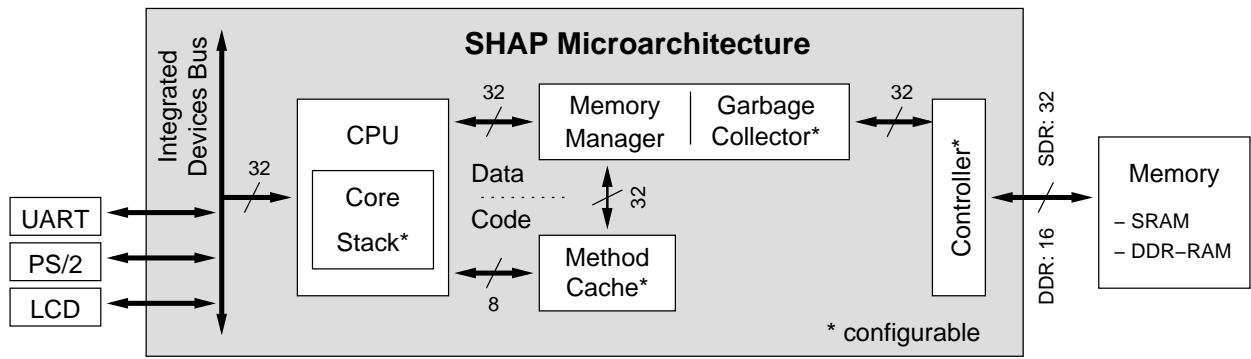 SHAP Microarchitecture
Integrated
Devices Bus
32
CPU
Core
Stack*
32
Memory
Manager
Garbage
Collector*
32
Data
Code
32
8
Method
Cache*
Controller*
SDR: 32
DDR: 16
Memory
– SRAM
– DDR–RAM
UART
PS/2
LCD
* configurable